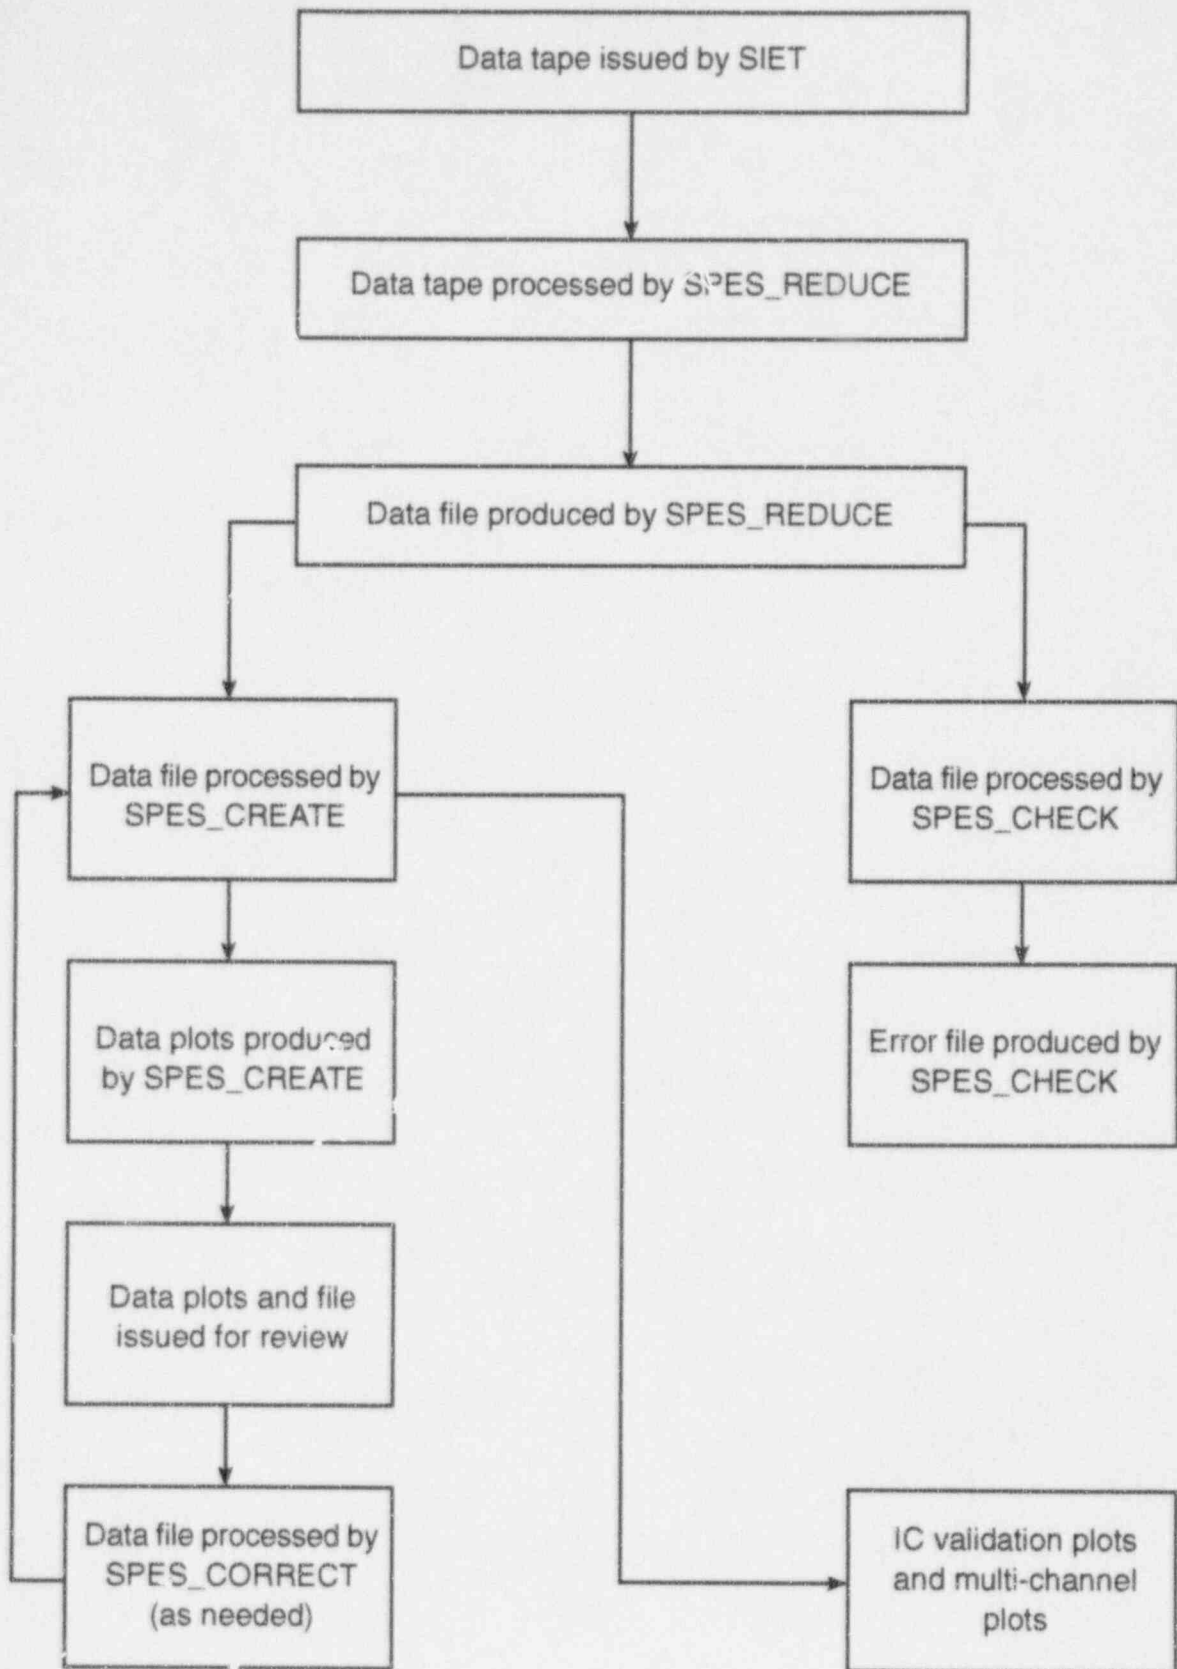 Data tape issued by SIET
Data tape processed by SPES_REDUCE
Data file produced by SPES_REDUCE
Data file processed by
SPES_CREATE
Data file processed by
SPES_CHECK
Data plots produced
by SPES_CREATE
Error file produced by
SPES_CHECK
Data plots and file
issued for review
Data file processed by
SPES_CORRECT
(as needed)
IC validation plots
and multi-channel
plots